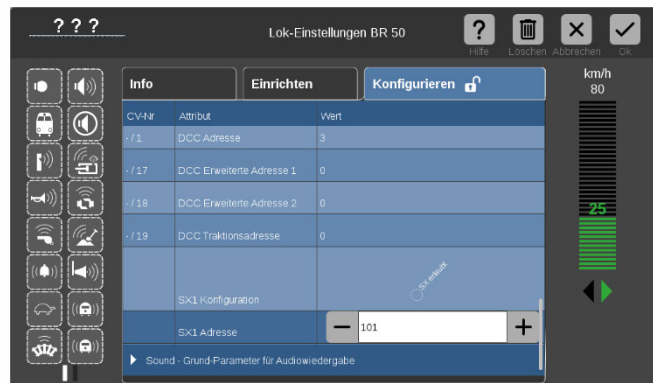 ? ? ?
Lok-Einstellungen BR 50
?
Hilfe
Löschen
Abbrechen
Ok
Info
Einrichten
Konfigurieren
km/h
80
CV-Nr Attribut Wert
- / 1 DCC Adresse 3
- / 17 DCC Erweiterte Adresse 1 0
- / 18 DCC Erweiterte Adresse 2 0
- / 19 DCC Traktionsadresse 0
25
SX1 Konfiguration
SX erlaubt
SX1 Adresse
− 101 +
Sound - Grund-Parameter für Audiowiedergabe